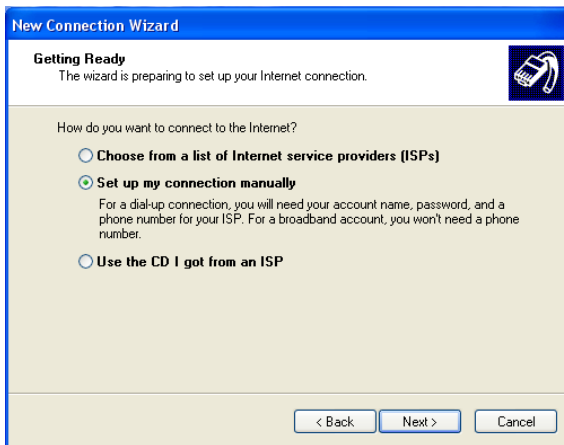 New Connection Wizard
Getting Ready
The wizard is preparing to set up your Internet connection.
How do you want to connect to the Internet?
Choose from a list of Internet service providers (ISPs)
Set up my connection manually
For a dial-up connection, you will need your account name, password, and a
phone number for your ISP. For a broadband account, you won't need a phone
number.
Use the CD I got from an ISP
< Back Next > Cancel